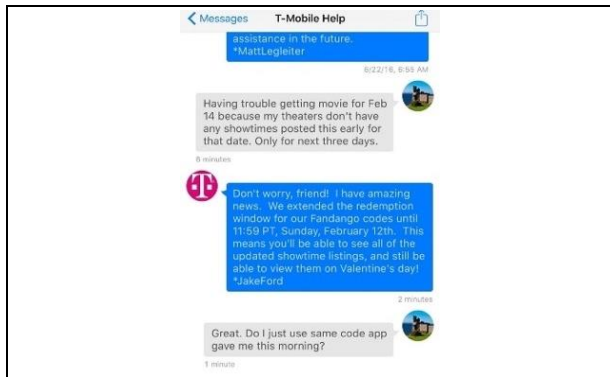 Messages
T-Mobile Help
assistance in the future.
*MattLegleiter
8/22/16, 8:56 AM
Having trouble getting movie for Feb
14 because my theaters don't have
any showtimes posted this early for
that date. Only for next three days.
6 minutes
T
Don't worry, friend! I have amazing
news. We extended the redemption
window for our Fandango codes until
11:59 PT, Sunday, February 12th. This
means you'll be able to see all of the
updated showtime listings, and still be
able to view them on Valentine's day!
*JakeFord
2 minutes
Great. Do I just use same code app
gave me this morning?
1 minute